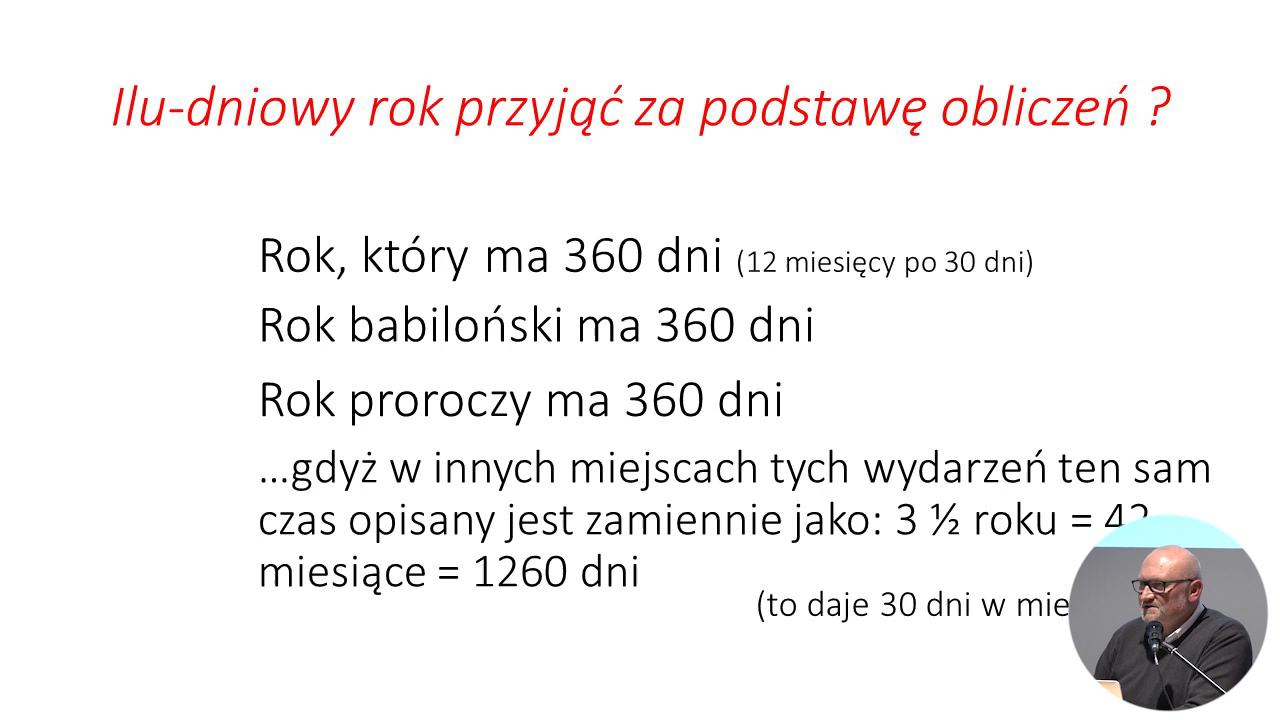 Ilu-dniowy rok przyjąć za podstawę obliczeń ?
Rok, który ma 360 dni (12 miesięcy po 30 dni)
Rok babiloński ma 360 dni
Rok proroczy ma 360 dni
...gdyż w innych miejscach tych wydarzeń ten sam
czas opisany jest zamiennie jako: 3 ½ roku = 42
miesiące = 1260 dni
(to daje 30 dni w